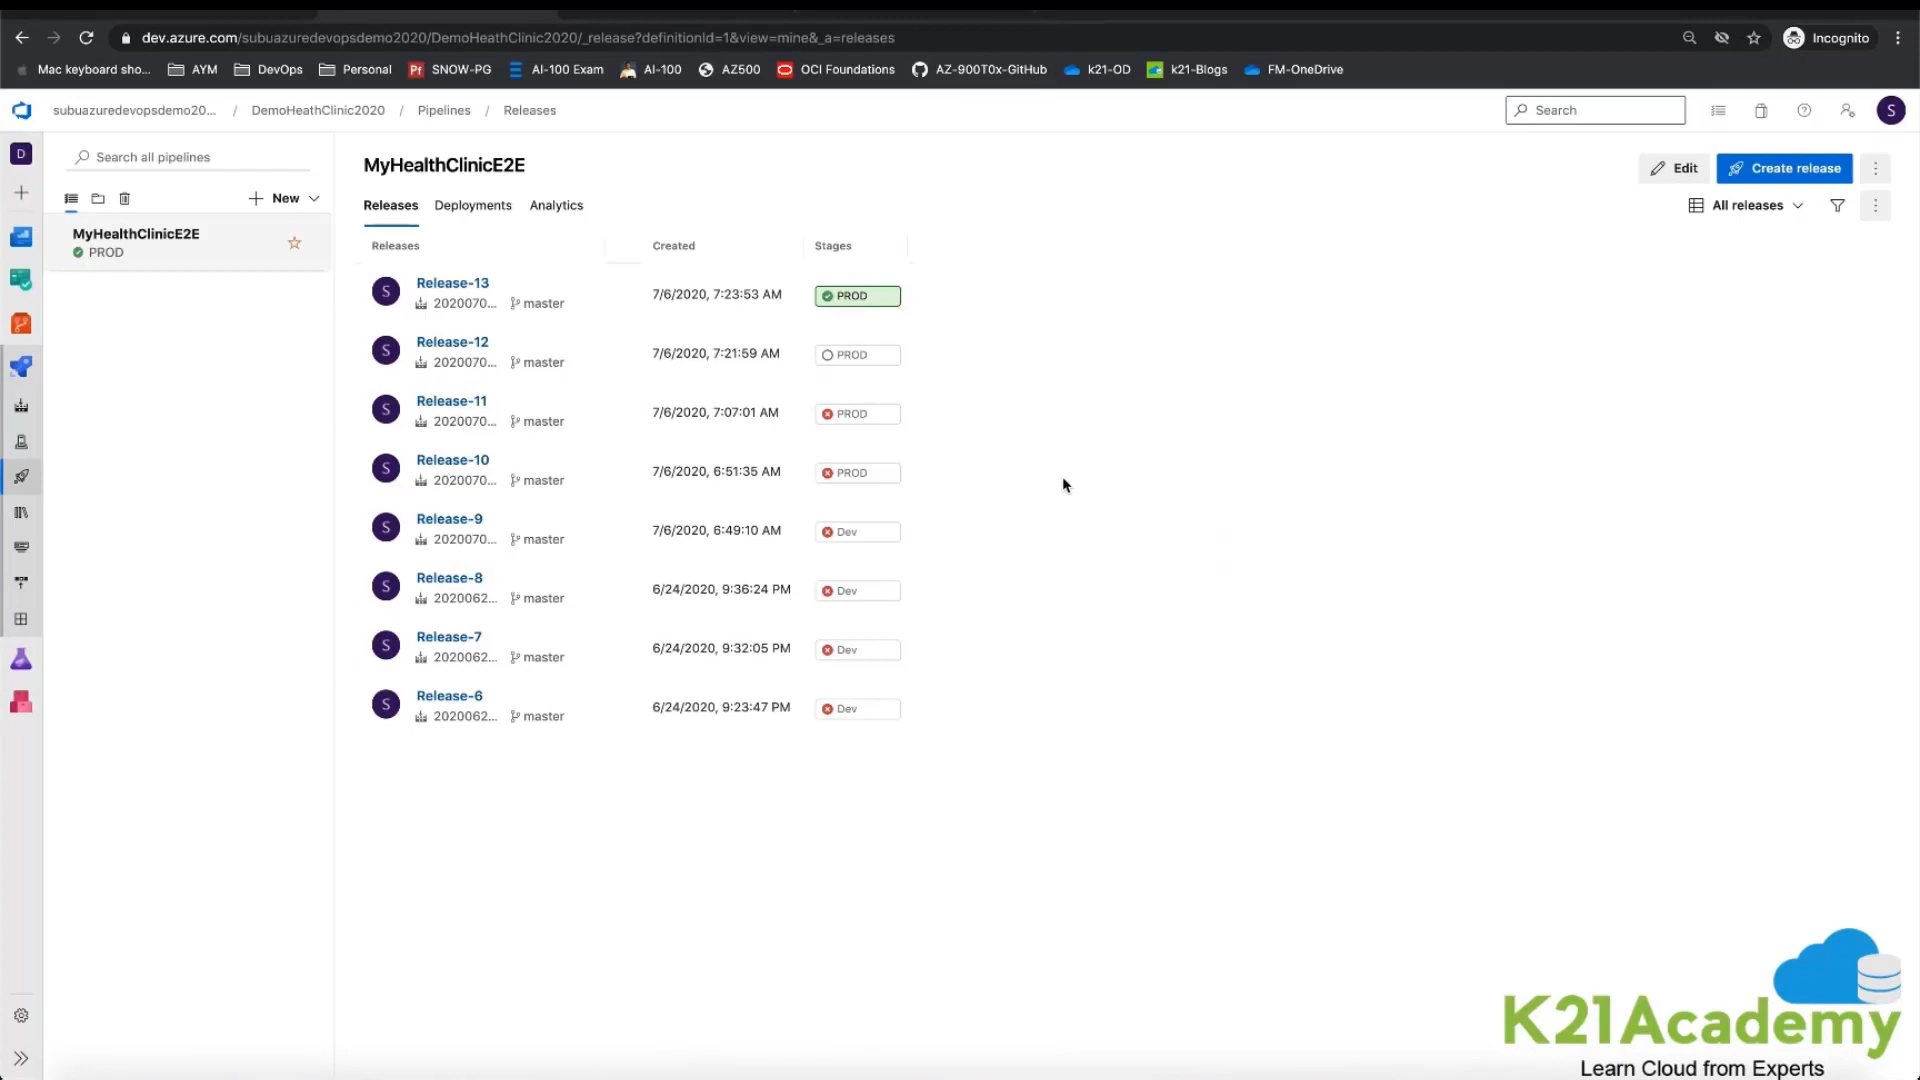 dev.azure.com/subuazuredevopsdemo2020/DemoHeathClinic2020/_release?definitionId=1&view=mine&_a=releases
Incognito
Mac keyboard sho... AYM DevOps Personal SNOW-PG AI-100 Exam AI-100 AZ500 OCI Foundations AZ-900T0x-GitHub k21-OD k21-Blogs FM-OneDrive
subuazuredevopsdemo20... / DemoHeathClinic2020 / Pipelines / Releases
Search
S
D
Search all pipelines
New
MyHealthClinicE2E
PROD
MyHealthClinicE2E
Edit
Create release
Releases Deployments Analytics
All releases
Releases Created Stages
S Release-13 7/6/2020, 7:23:53 AM PROD
2020070... master
S Release-12 7/6/2020, 7:21:59 AM PROD
2020070... master
S Release-11 7/6/2020, 7:07:01 AM PROD
2020070... master
S Release-10 7/6/2020, 6:51:35 AM PROD
2020070... master
S Release-9 7/6/2020, 6:49:10 AM Dev
2020070... master
S Release-8 6/24/2020, 9:36:24 PM Dev
2020062... master
S Release-7 6/24/2020, 9:32:05 PM Dev
2020062... master
S Release-6 6/24/2020, 9:23:47 PM Dev
2020062... master
K21Academy
Learn Cloud from Experts